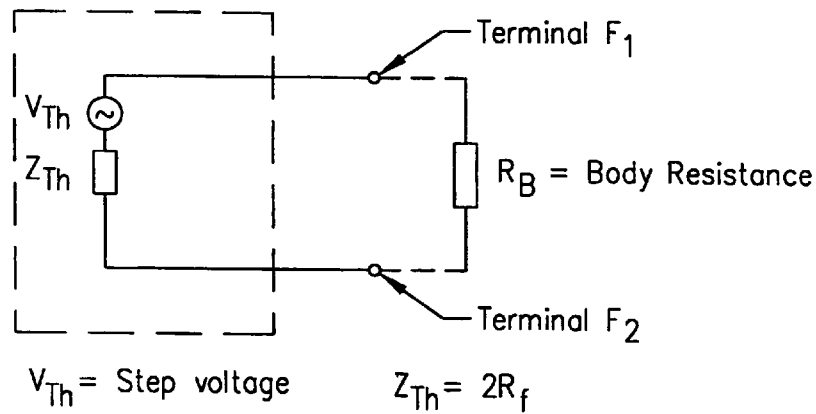 Terminal F1
VTh
ZTh
RB = Body Resistance
Terminal F2
VTh = Step voltage
ZTh = 2Rf